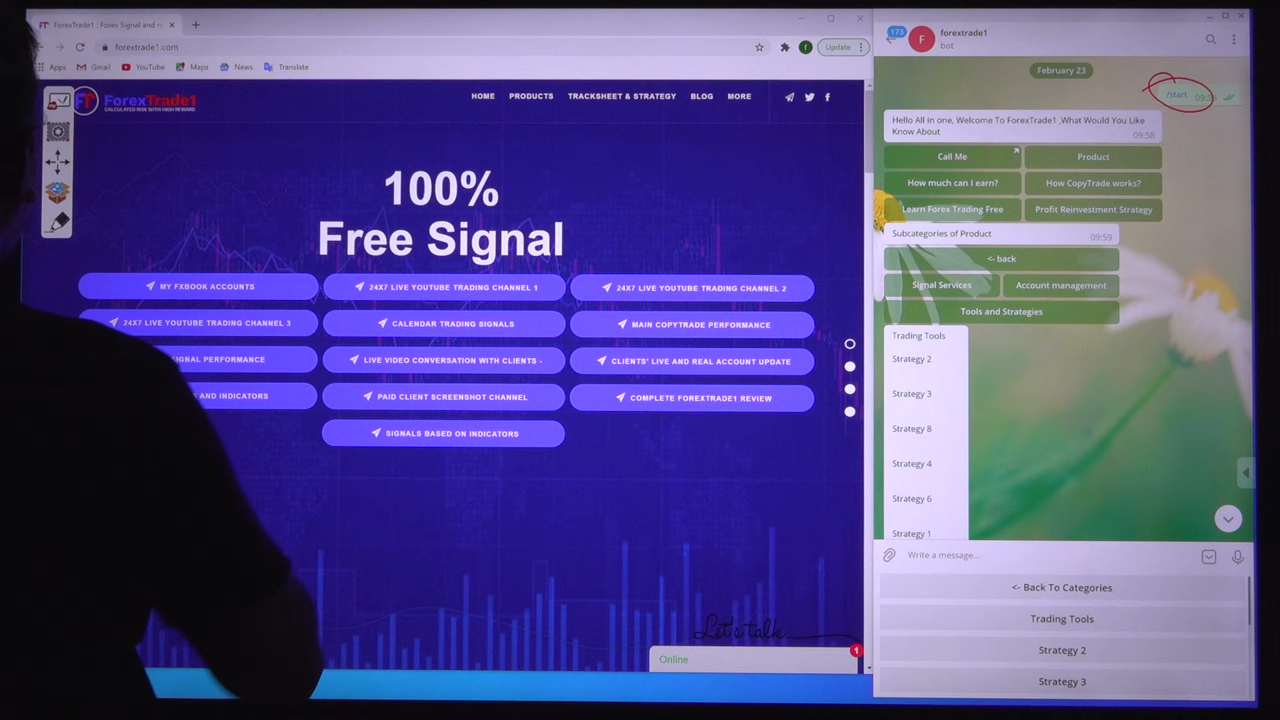 ForexTrade1 : Forex Signal and
forextrade1.com
Update
Apps
Gmail
YouTube
Maps
News
Translate
FT
ForexTrade1
CALCULATED RISK WITH HIGH REWARD
HOME
PRODUCTS
TRACKSHEET & STRATEGY
BLOG
MORE
100%
Free Signal
MY FXBOOK ACCOUNTS
24X7 LIVE YOUTUBE TRADING CHANNEL 1
24X7 LIVE YOUTUBE TRADING CHANNEL 2
24X7 LIVE YOUTUBE TRADING CHANNEL 3
CALENDAR TRADING SIGNALS
MAIN COPYTRADE PERFORMANCE
SIGNAL PERFORMANCE
LIVE VIDEO CONVERSATION WITH CLIENTS -
CLIENTS' LIVE AND REAL ACCOUNT UPDATE
AND INDICATORS
PAID CLIENT SCREENSHOT CHANNEL
COMPLETE FOREXTRADE1 REVIEW
SIGNALS BASED ON INDICATORS
Let's talk
Online
1
173
F
forextrade1
bot
February 23
/start
Hello All in one, Welcome To ForexTrade1 ,What Would You Like
Know About
09:58
Call Me
Product
How much can I earn?
How CopyTrade works?
Learn Forex Trading Free
Profit Reinvestment Strategy
Subcategories of Product
09:59
<- back
Signal Services
Account management
Tools and Strategies
Trading Tools
Strategy 2
Strategy 3
Strategy 8
Strategy 4
Strategy 6
Strategy 1
Write a message...
<- Back To Categories
Trading Tools
Strategy 2
Strategy 3